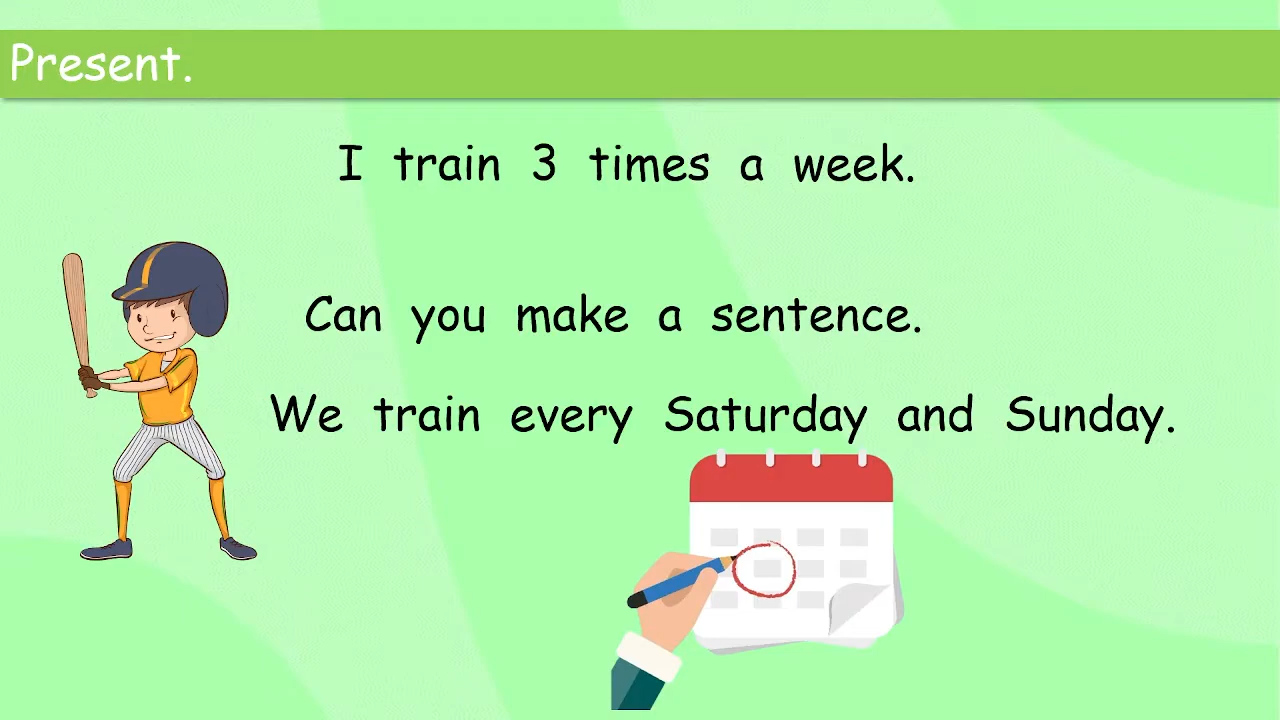 Present.
I train 3 times a week.
Can you make a sentence.
We train every Saturday and Sunday.